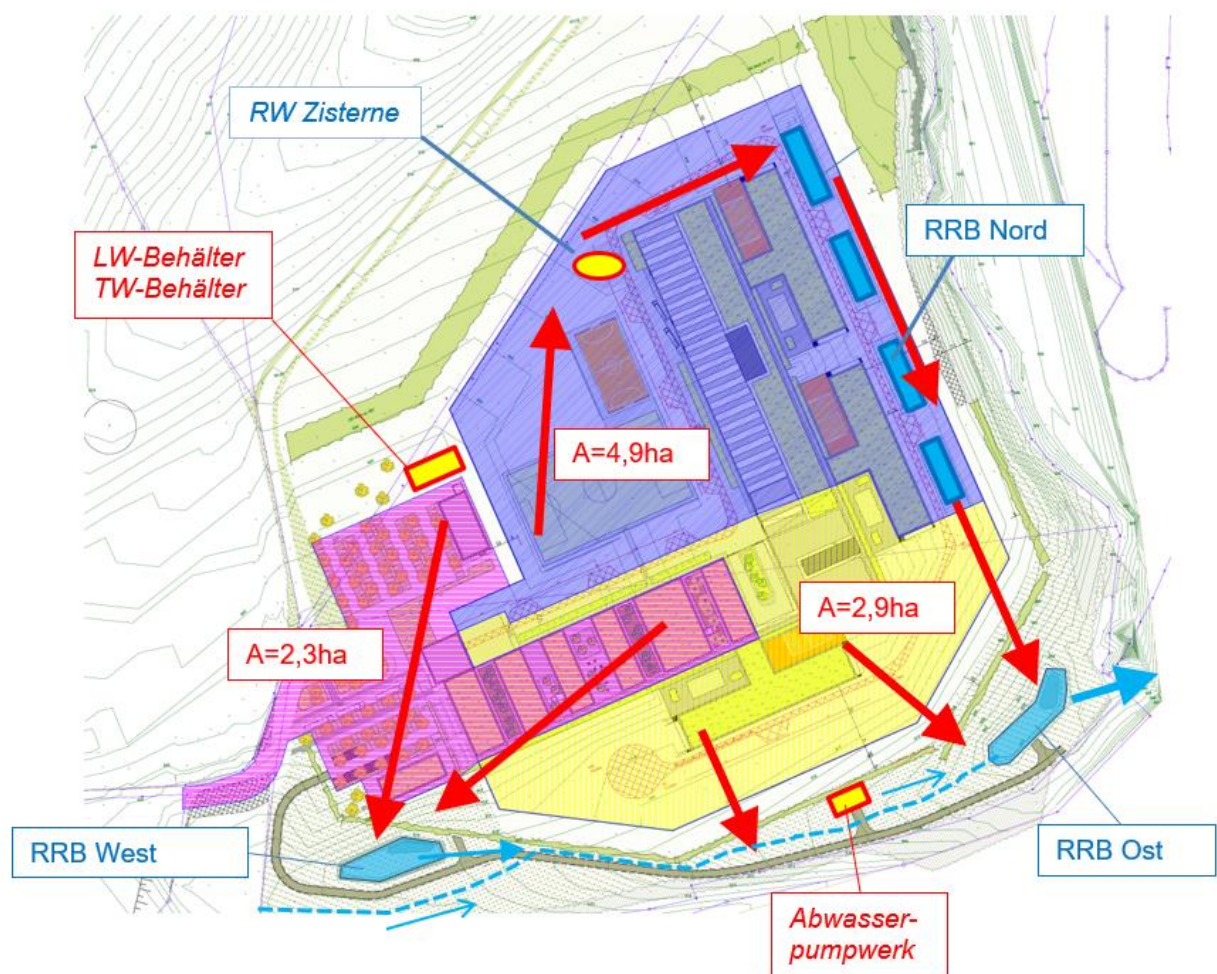 RW Zisterne
RRB Nord
LW-Behälter
TW-Behälter
A=4,9ha
A=2,9ha
A=2,3ha
RRB West
RRB Ost
Abwasser-
pumpwerk